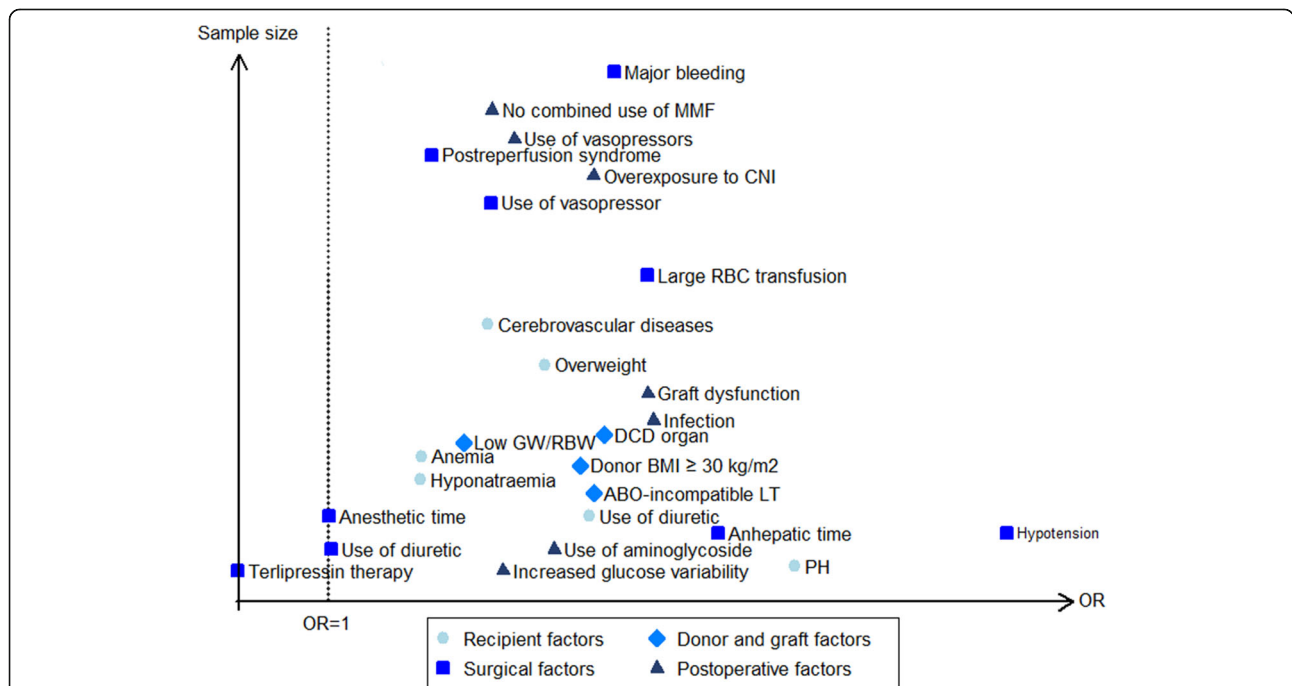 Sample size
Major bleeding
No combined use of MMF
Use of vasopressors
Postreperfusion syndrome
Overexposure to CNI
Use of vasopressor
Large RBC transfusion
Cerebrovascular diseases
Overweight
Graft dysfunction
Infection
DCD organ
Low GW/RBW
Anemia
Donor BMI ≥ 30 kg/m2
Hyponatraemia
ABO-incompatible LT
Anesthetic time
Use of diuretic
Anhepatic time
Hypotension
Use of diuretic
Use of aminoglycoside
Terlipressin therapy
Increased glucose variability
PH
OR
OR=1
Recipient factors
Donor and graft factors
Surgical factors
Postoperative factors